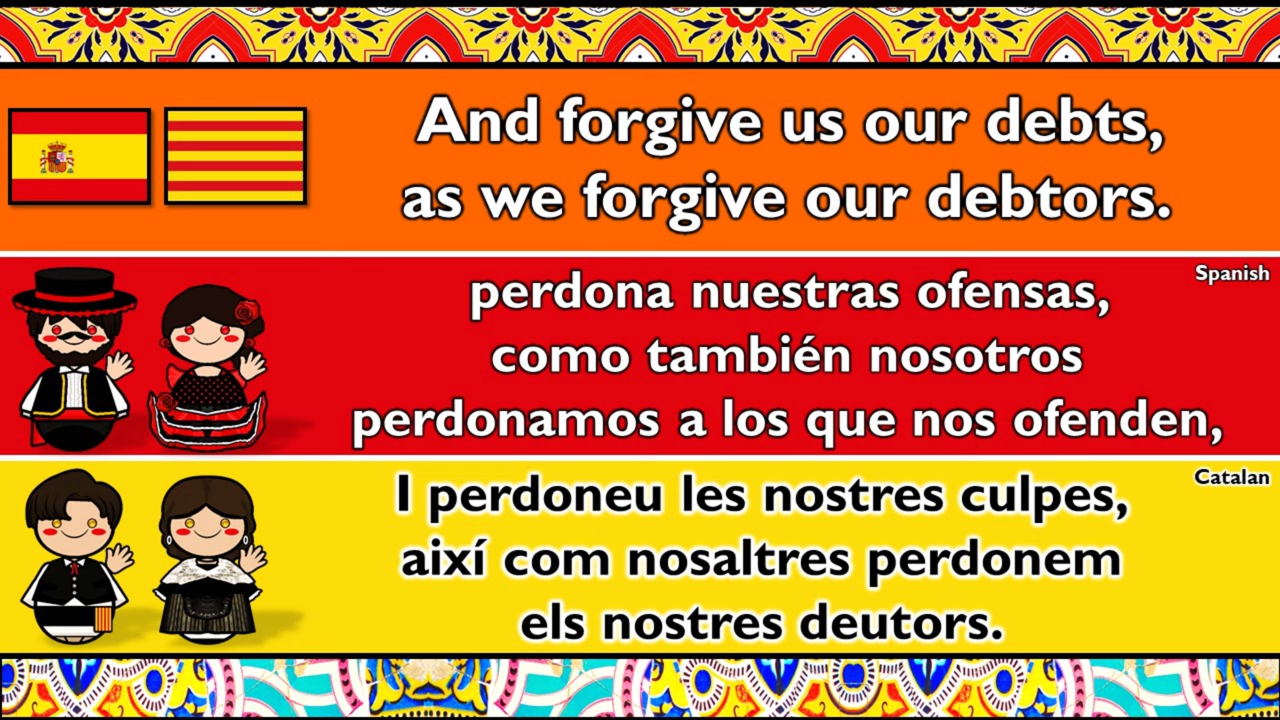 And forgive us our debts,
as we forgive our debtors.
Spanish
perdona nuestras ofensas,
como también nosotros
perdonamos a los que nos ofenden,
Catalan
I perdoneu les nostres culpes,
així com nosaltres perdonem
els nostres deutors.